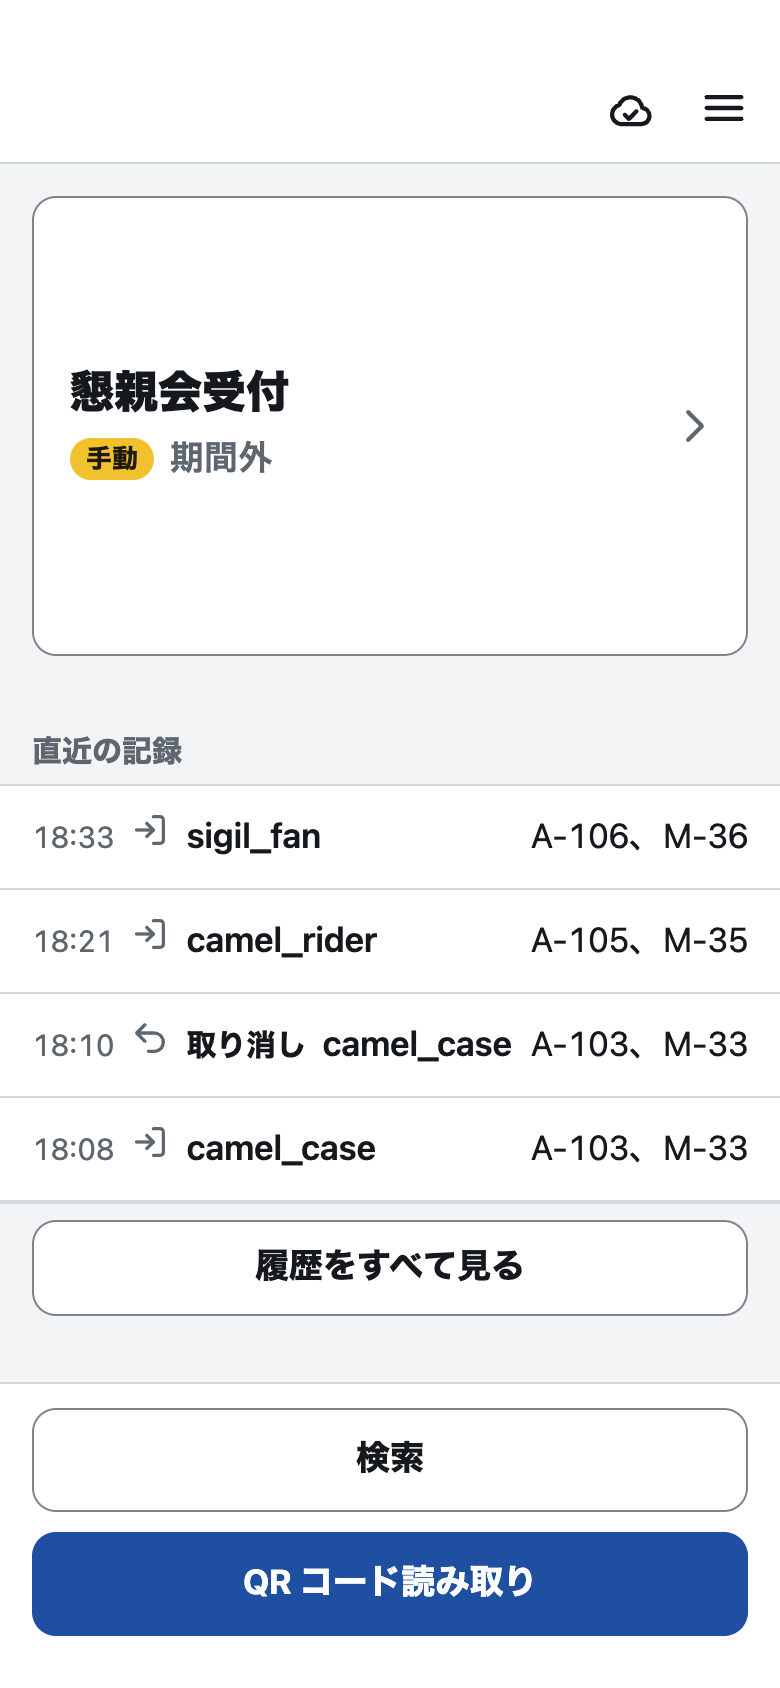 懇親会受付
手動 期間外
直近の記録
18:33 sigil_fan A-106、M-36
18:21 camel_rider A-105、M-35
18:10 取り消し camel_case A-103、M-33
18:08 camel_case A-103、M-33
履歴をすべて見る
検索
QR コード読み取り